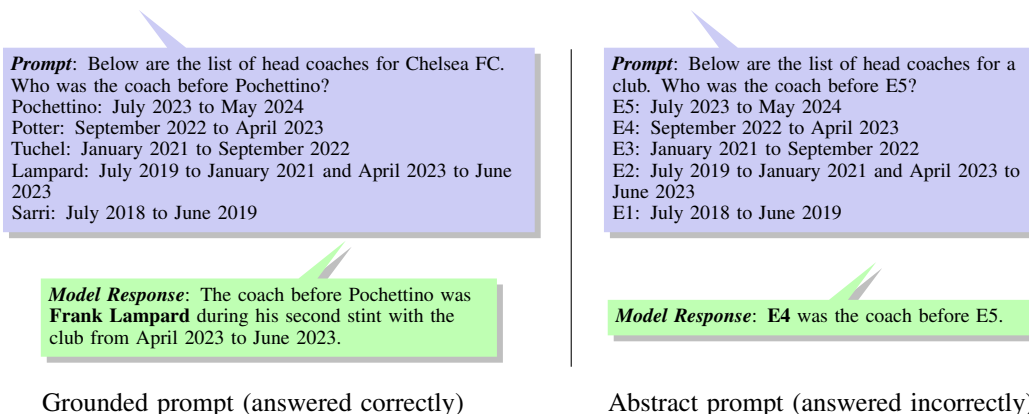 Prompt: Below are the list of head coaches for Chelsea FC.
Who was the coach before Pochettino?
Pochettino: July 2023 to May 2024
Potter: September 2022 to April 2023
Tuchel: January 2021 to September 2022
Lampard: July 2019 to January 2021 and April 2023 to June
2023
Sarri: July 2018 to June 2019
Model Response: The coach before Pochettino was
Frank Lampard during his second stint with the
club from April 2023 to June 2023.
Grounded prompt (answered correctly)
Prompt: Below are the list of head coaches for a
club. Who was the coach before E5?
E5: July 2023 to May 2024
E4: September 2022 to April 2023
E3: January 2021 to September 2022
E2: July 2019 to January 2021 and April 2023 to
June 2023
E1: July 2018 to June 2019
Model Response: E4 was the coach before E5.
Abstract prompt (answered incorrectly)